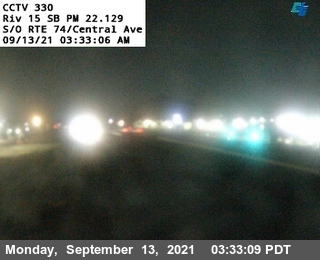 CCTV 330
Riv 15 SB PM 22.129
S/O RTE 74/Central Ave
09/13/21 03:33:06 AM
Monday, September 13, 2021 03:33:09 PDT